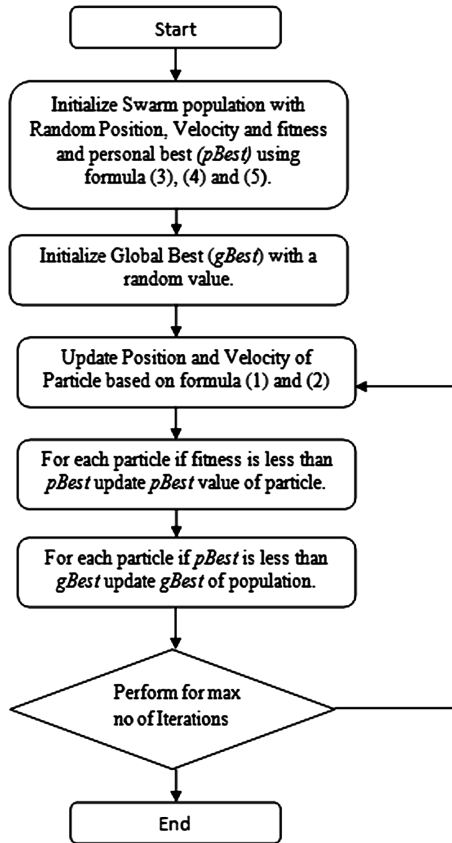 Start
Initialize Swarm population with
Random Position, Velocity and fitness
and personal best (pBest) using
formula (3), (4) and (5).
Initialize Global Best (gBest) with a
random value.
Update Position and Velocity of
Particle based on formula (1) and (2)
For each particle if fitness is less than
pBest update pBest value of particle.
For each particle if pBest is less than
gBest update gBest of population.
Perform for max
no of Iterations
End